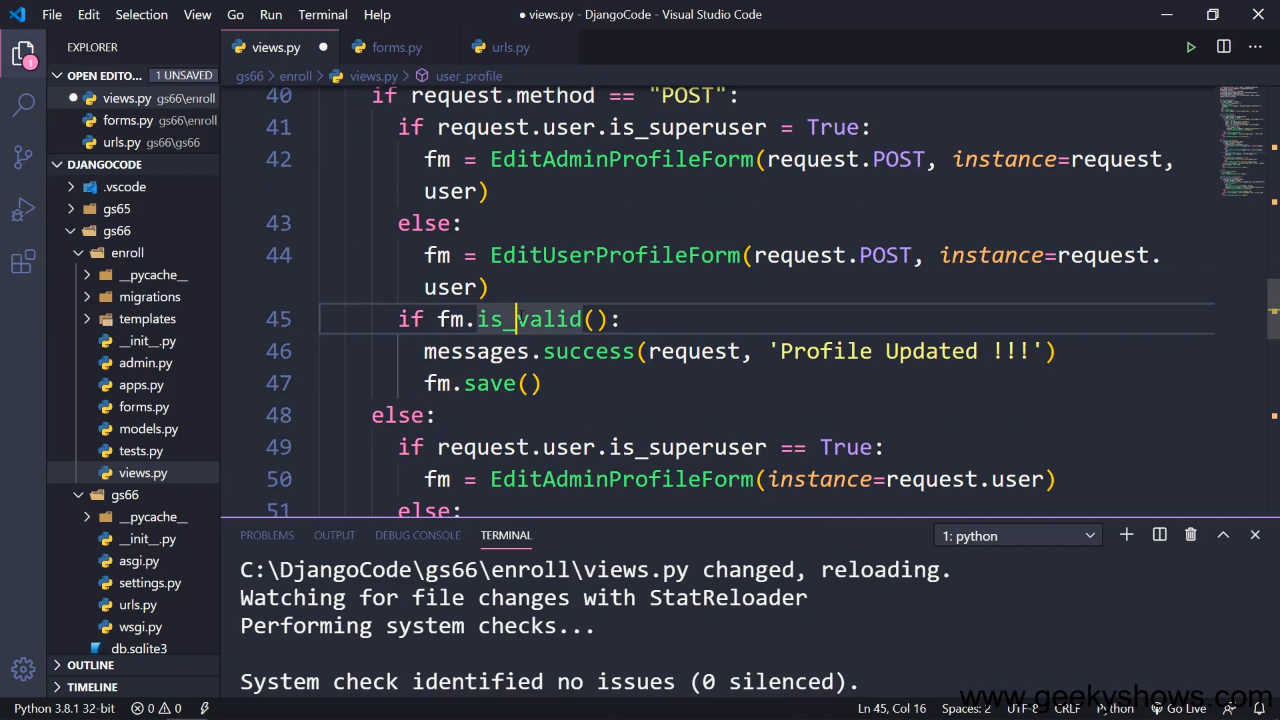 File Edit Selection View Go Run Terminal Help ● views.py - DjangoCode - Visual Studio Code
EXPLORER
OPEN EDITO... 1 UNSAVED
views.py
forms.py
urls.py gs66\gs66
views.py\enroll
forms.py\enroll
DJANGOCODE
.vscode
gs65
gs66
enroll
__pycache__
migrations
templates
__init__.py
admin.py
apps.py
forms.py
models.py
tests.py
views.py
gs66
__pycache__
__init__.py
asgi.py
settings.py
urls.py
wsgi.py
db.sqlite3
OUTLINE
TIMELINE
views.py forms.py urls.py
gs66 > enroll > views.py > user_profile
40 if request.method == "POST":
41 if request.user.is_superuser = True:
42 fm = EditAdminProfileForm(request.POST, instance=request,
user)
43 else:
44 fm = EditUserProfileForm(request.POST, instance=request.
user)
45 if fm.is_valid():
46 messages.success(request, 'Profile Updated !!!')
47 fm.save()
48 else:
49 if request.user.is_superuser == True:
50 fm = EditAdminProfileForm(instance=request.user)
51 else:
PROBLEMS OUTPUT DEBUG CONSOLE TERMINAL 1: python
C:\DjangoCode\gs66\enroll\views.py changed, reloading.
Watching for file changes with StatReloader
Performing system checks...
System check identified no issues (0 silenced).
www.geekyshows.com
Python 3.8.1 32-bit 0 0 Ln 45, Col 16 Spaces: 2 UTF-8 CRLF Python Go Live